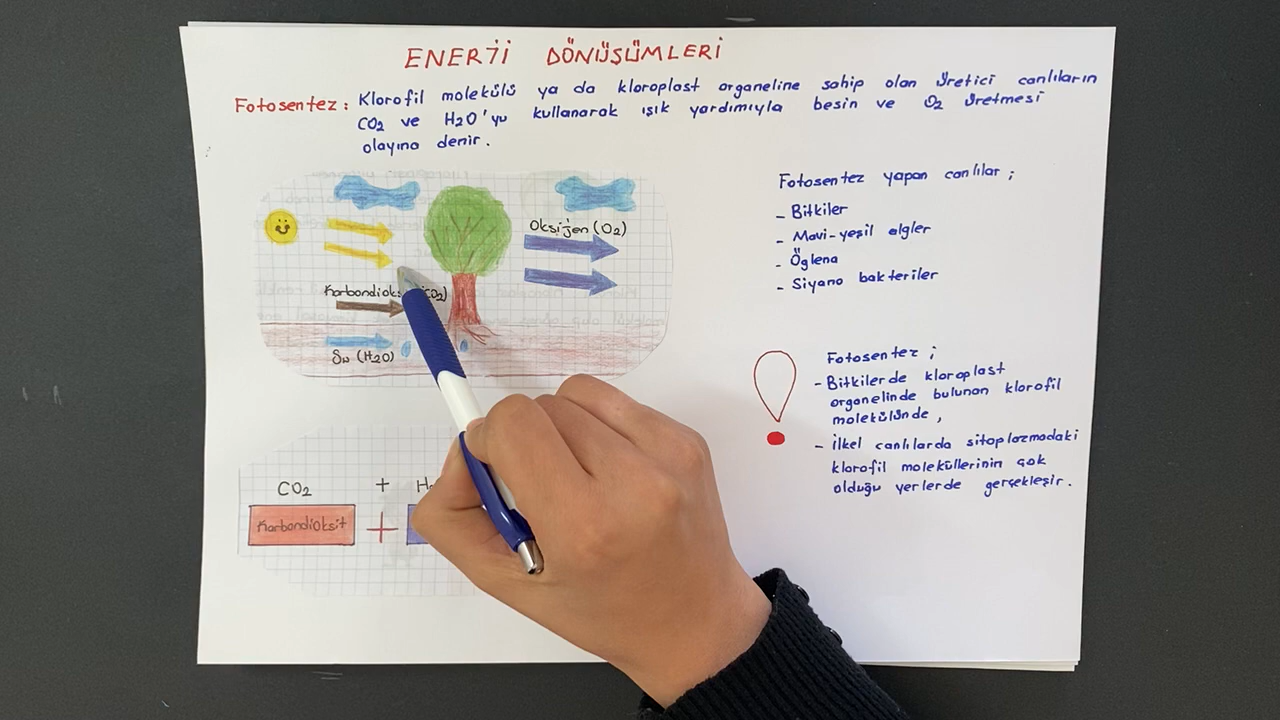 ENERJİ DÖNÜŞÜMLERİ
Fotosentez : Klorofil molekülü ya da kloroplast organeline sahip olan üretici canlıların
CO2 ve H2O'yu kullanarak ışık yardımıyla besin ve O2 üretmesi
olayına denir.
Oksijen (O2)
(CO2)
Su (H2O)
CO2 +
Karbondioksit +
Fotosentez yapan canlılar ;
- Bitkiler
- Mavi-yeşil algler
- Öglena
- Siyano bakteriler
Fotosentez ;
- Bitkilerde kloroplast
organelinde bulunan klorofil
molekülünde,
- İlkel canlılarda sitoplazmadaki
klorofil moleküllerinin çok
olduğu yerlerde gerçekleşir.